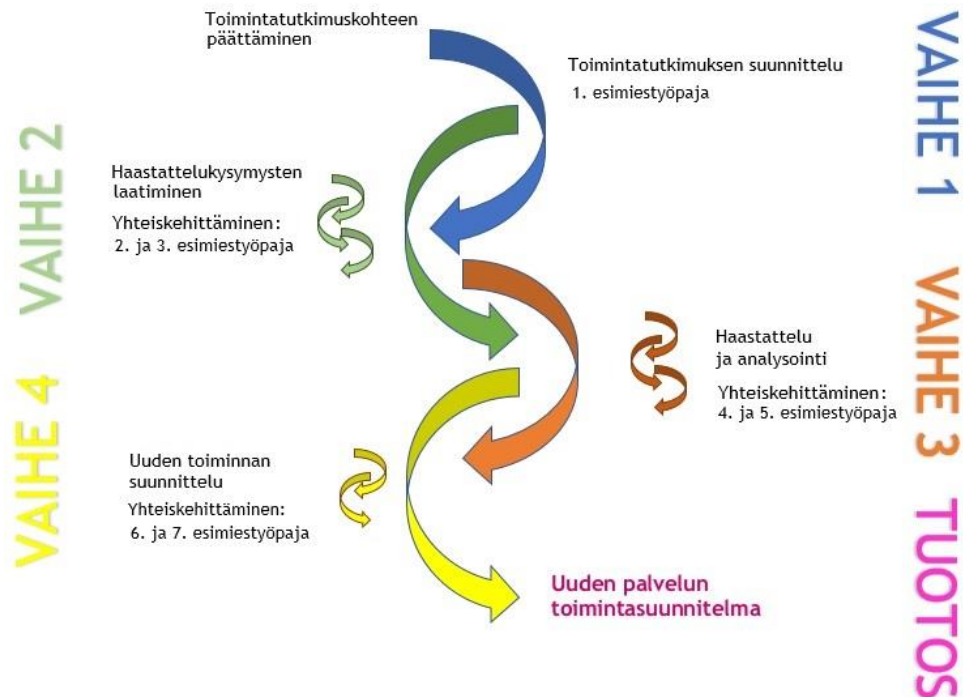 Toimintatutkimuskohteen
päättäminen
VAIHE 1
Toimintatutkimuksen suunnittelu
1. esimiestyöpaja
VAIHE 2
Haastattelukysymysten
laatiminen
Yhteiskehittäminen:
2. ja 3. esimiestyöpaja
VAIHE 3
Haastattelu
ja analysointi
Yhteiskehittäminen:
4. ja 5. esimiestyöpaja
VAIHE 4
Uuden toiminnan
suunnittelu
Yhteiskehittäminen:
6. ja 7. esimiestyöpaja
TUOTOS
Uuden palvelun
toimintasuunnitelma